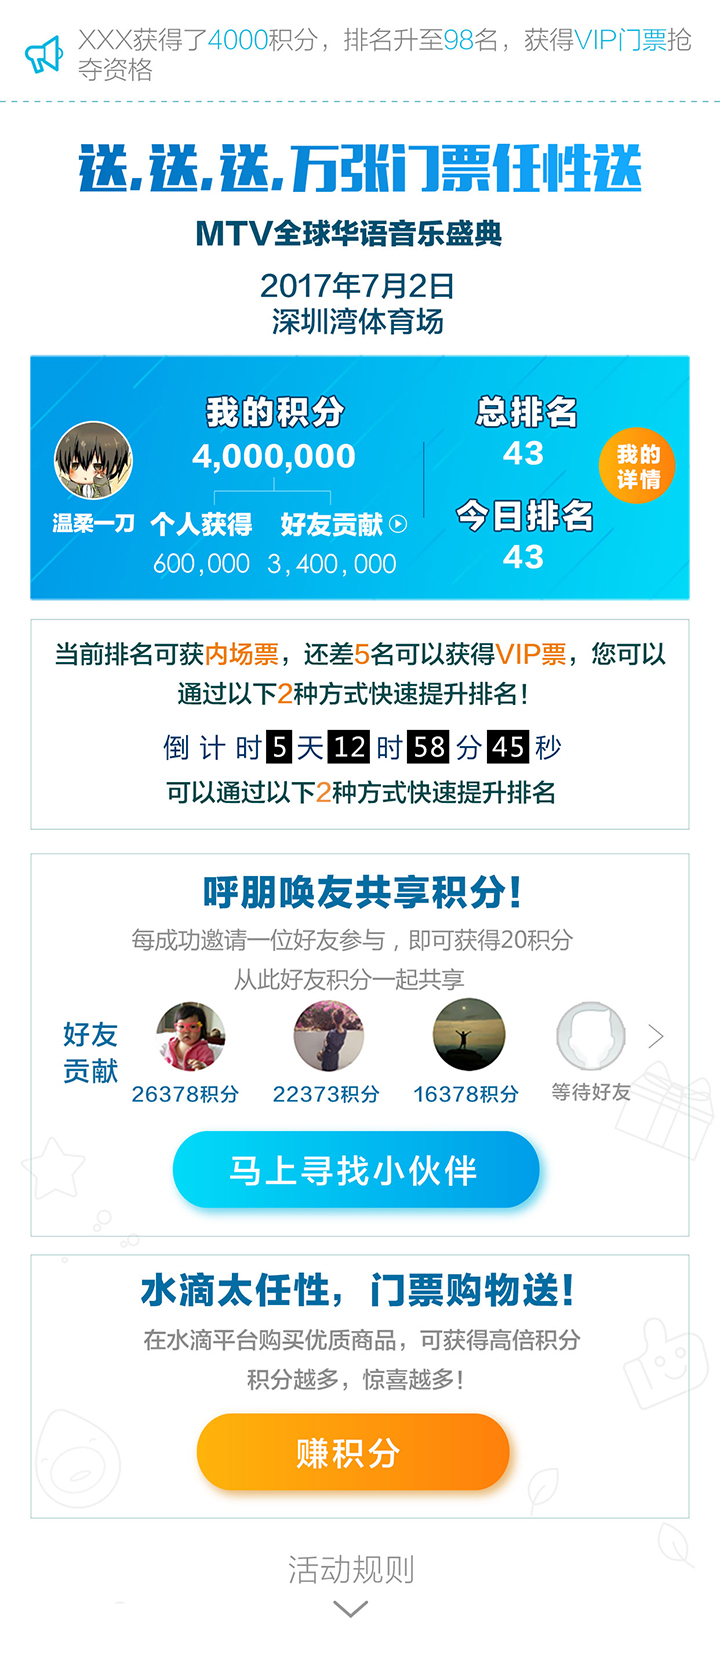 XXX获得了4000积分，排名升至98名，获得VIP门票抢
夺资格
送.送.送.万张门票任性送
MTV全球华语音乐盛典
2017年7月2日
深圳湾体育场
我的积分
4,000,000
温柔一刀
个人获得
600,000
好友贡献
3,400,000
总排名
43
今日排名
43
我的
详情
当前排名可获内场票，还差5名可以获得VIP票，您可以
通过以下2种方式快速提升排名！
倒计时5天12时58分45秒
可以通过以下2种方式快速提升排名
呼朋唤友共享积分！
每成功邀请一位好友参与，即可获得20积分
从此好友积分一起共享
好友
贡献
26378积分
22373积分
16378积分
等待好友
马上寻找小伙伴
水滴太任性，门票购物送！
在水滴平台购买优质商品，可获得高倍积分
积分越多，惊喜越多！
赚积分
活动规则